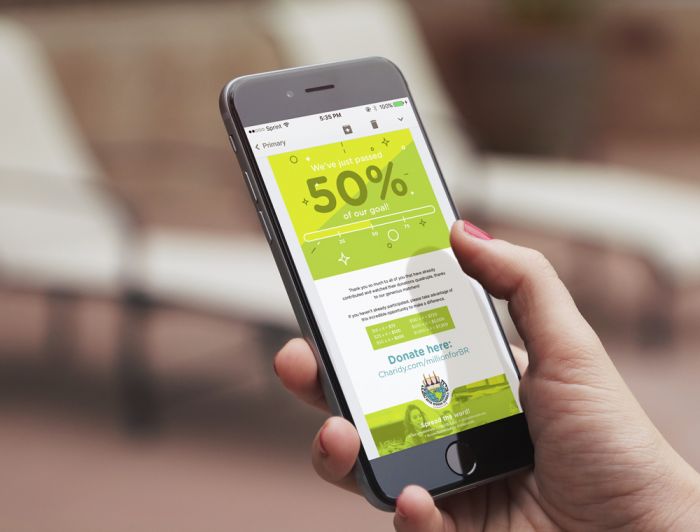 Sprint
5:35 PM
100%
Primary
We've just passed
50%
of our goal!
25
50
75
Thank you so much to all of you that have already
contributed and watched their donations quadruple, thanks
to our generous matchers!
If you haven't already participated, please take advantage of
this incredible opportunity to make a difference.
Donate here:
Charidy.com/millionforBR
Spread the word!